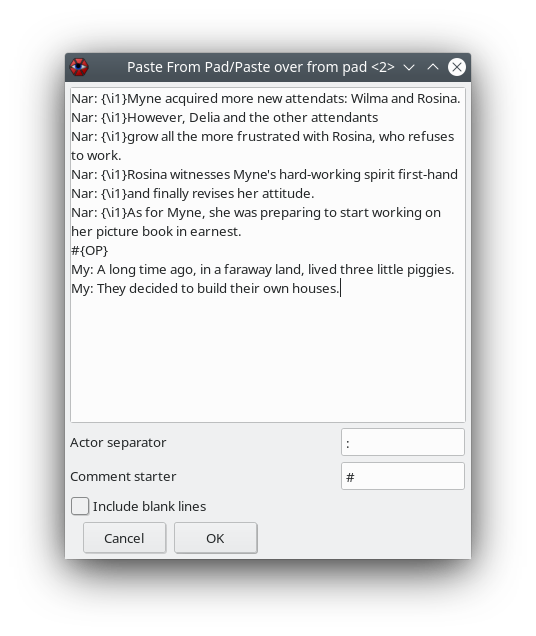 Paste From Pad/Paste over from pad <2>
Nar: {\i1}Myne acquired more new attendats: Wilma and Rosina.
Nar: {\i1}However, Delia and the other attendants
Nar: {\i1}grow all the more frustrated with Rosina, who refuses
to work.
Nar: {\i1}Rosina witnesses Myne's hard-working spirit first-hand
Nar: {\i1}and finally revises her attitude.
Nar: {\i1}As for Myne, she was preparing to start working on
her picture book in earnest.
#{OP}
My: A long time ago, in a faraway land, lived three little piggies.
My: They decided to build their own houses.
Actor separator
:
Comment starter
#
Include blank lines
Cancel
OK